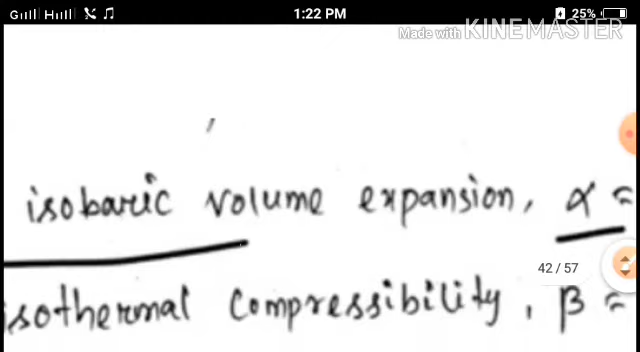 1:22 PM
25%
Made with KINEMASTER
isobaric volume expansion, α =
isothermal compressibility, β =
42 / 57